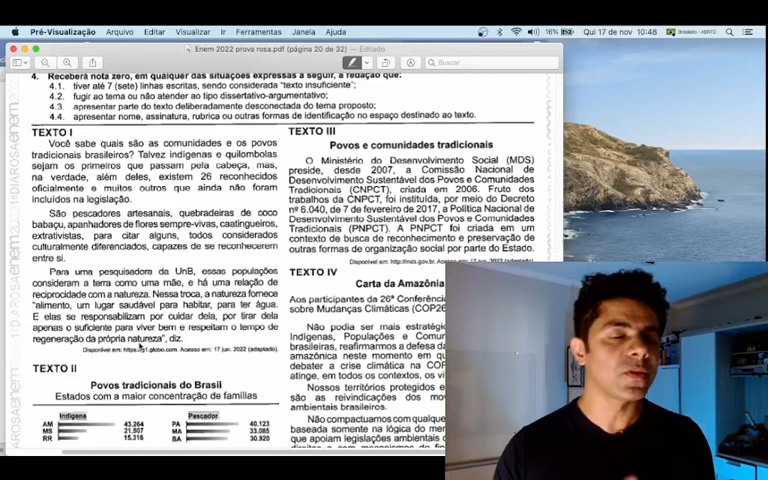 Pré-Visualização Arquivo Editar Visualizar Ir Ferramentas Janela Ajuda
16% Qui 17 de nov 10:48 Brasileiro - ABNT2
Enem 2022 prova rosa.pdf (página 20 de 32) — Editado
Buscar
4. Receberá nota zero, em qualquer das situações expressas a seguir, a redação que:
4.1. tiver até 7 (sete) linhas escritas, sendo considerada "texto insuficiente";
4.2. fugir ao tema ou não atender ao tipo dissertativo-argumentativo;
4.3. apresentar parte do texto deliberadamente desconectada do tema proposto;
4.4. apresentar nome, assinatura, rubrica ou outras formas de identificação no espaço destinado ao texto.
TEXTO I
Você sabe quais são as comunidades e os povos
tradicionais brasileiros? Talvez indígenas e quilombolas
sejam os primeiros que passam pela cabeça, mas,
na verdade, além deles, existem 26 reconhecidos
oficialmente e muitos outros que ainda não foram
incluídos na legislação.
São pescadores artesanais, quebradeiras de coco
babaçu, apanhadores de flores sempre-vivas, caatingueiros,
extrativistas, para citar alguns, todos considerados
culturalmente diferenciados, capazes de se reconhecerem
entre si.
Para uma pesquisadora da UnB, essas populações
consideram a terra como uma mãe, e há uma relação de
reciprocidade com a natureza. Nessa troca, a natureza fornece
"alimento, um lugar saudável para habitar, para ter água.
E elas se responsabilizam por cuidar dela, por tirar dela
apenas o suficiente para viver bem e respeitam o tempo de
regeneração da própria natureza", diz.
Disponível em: https://g1.globo.com. Acesso em: 17 jun. 2022 (adaptado).
TEXTO II
Povos tradicionais do Brasil
Estados com a maior concentração de famílias
Indígena Pescador
AM 43.264 PA 40.123
MS 21.507 MA 33.085
RR 15.316 BA 30.920
TEXTO III
Povos e comunidades tradicionais
O Ministério do Desenvolvimento Social (MDS)
preside, desde 2007, a Comissão Nacional de
Desenvolvimento Sustentável dos Povos e Comunidades
Tradicionais (CNPCT), criada em 2006. Fruto dos
trabalhos da CNPCT, foi instituída, por meio do Decreto
nº 6.040, de 7 de fevereiro de 2017, a Política Nacional de
Desenvolvimento Sustentável dos Povos e Comunidades
Tradicionais (PNPCT). A PNPCT foi criada em um
contexto de busca de reconhecimento e preservação de
outras formas de organização social por parte do Estado.
Disponível em: http://mds.gov.br. Acesso em: 17 jun. 2022 (adaptado).
TEXTO IV
Carta da Amazônia
Aos participantes da 26ª Conferênc
sobre Mudanças Climáticas (COP26
Não podia ser mais estratégic
Indígenas, Populações e Comun
brasileiras, reafirmarmos a defesa da
amazônica neste momento em qu
debater a crise climática na COP
atinge, em todos os contextos, os vi
Nossos territórios protegidos e
são as reivindicações dos mov
ambientais brasileiros.
Não compactuamos com qualque
baseada somente na lógica do mer
que apoiam legislações ambientais